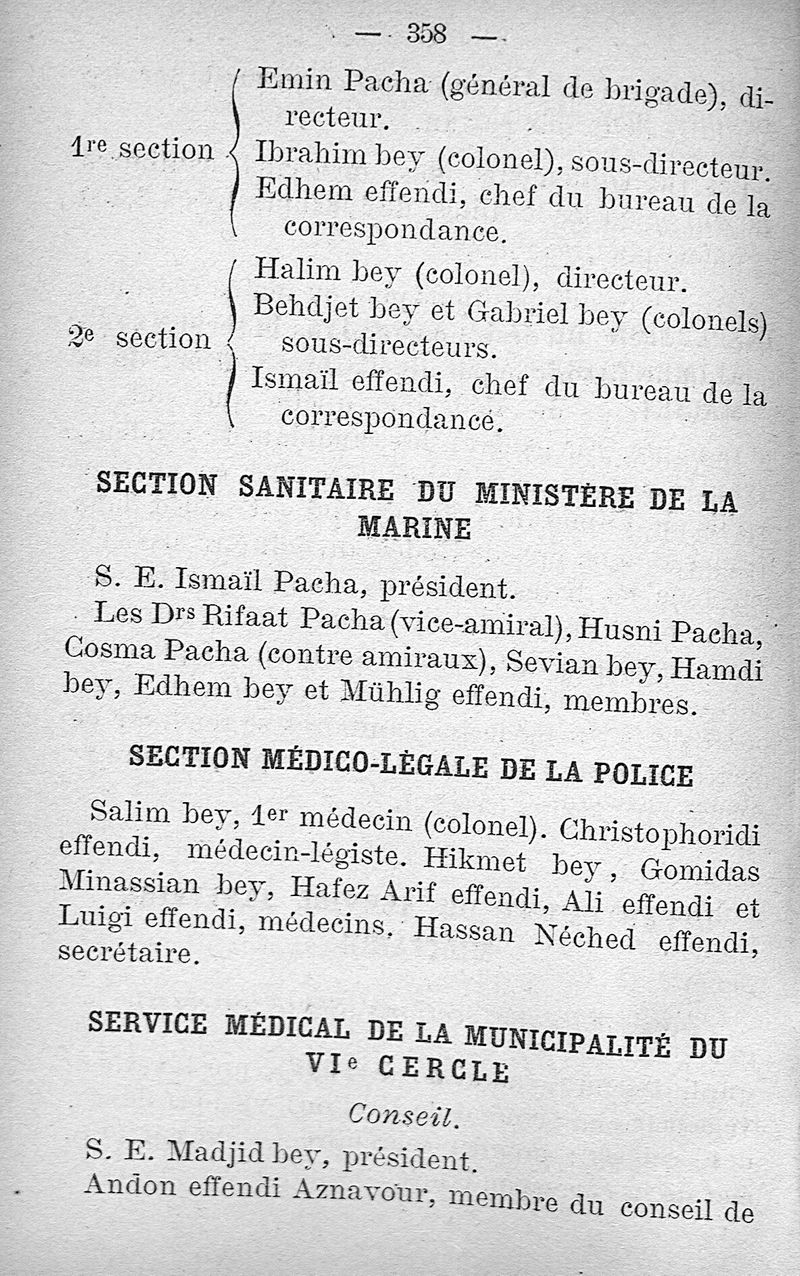 — 358 —
Emin Pacha (général de brigade), di-
recteur.
1re section
Ibrahim bey (colonel), sous-directeur.
Edhem effendi, chef du bureau de la
correspondance.
Halim bey (colonel), directeur.
Behdjet bey et Gabriel bey (colonels)
2e section
sous-directeurs.
Ismaïl effendi, chef du bureau de la
correspondance.
SECTION SANITAIRE DU MINISTÈRE DE LA
MARINE
S. E. Ismaïl Pacha, président.
Les Drs Rifaat Pacha (vice-amiral), Husni Pacha,
Cosma Pacha (contre amiraux), Sevian bey, Hamdi
bey, Edhem bey et Mühlig effendi, membres.
SECTION MÉDICO-LÈGALE DE LA POLICE
Salim bey, 1er médecin (colonel). Christophoridi
effendi, médecin-légiste. Hikmet bey, Gomidas
Minassian bey, Hafez Arif effendi, Ali effendi et
Luigi effendi, médecins. Hassan Néched effendi,
secrétaire.
SERVICE MÉDICAL DE LA MUNICIPALITÉ DU
VIe CERCLE
Conseil.
S. E. Madjid bey, président.
Andon effendi Aznavour, membre du conseil de